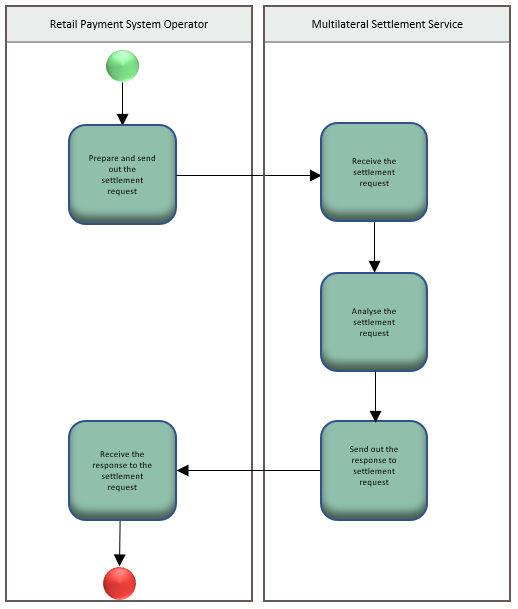 Retail Payment System Operator
Multilateral Settlement Service
Prepare and send
out the
settlement
request
Receive the
settlement
request
Analyse the
settlement
request
Send out the
response to
settlement
request
Receive the
response to the
settlement
request